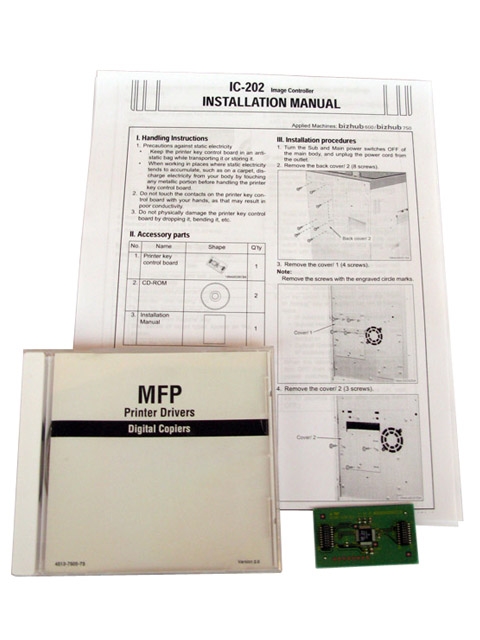 IC-202 Image Controller
INSTALLATION MANUAL
Applied Machines: bizhub 600/bizhub 750
I. Handling Instructions
1. Precautions against static electricity
• Keep the printer key control board in an anti-
static bag while transporting it or storing it.
• When working in places where static electricity
tends to accumulate, such as on a carpet, dis-
charge electricity from your body by touching
any metallic portion before handling the printer
key control board.
2. Do not touch the contacts on the printer key con-
trol board with your hands, as that may result in
poor conductivity.
3. Do not physically damage the printer key control
board by dropping it, bending it, etc.
II. Accessory parts
No. Name Shape Q'ty
1. Printer key
control board 1
2. CD-ROM 2
3. Installation
Manual 1
III. Installation procedures
1. Turn the Sub and Main power switches OFF of
the main body, and unplug the power cord from
the outlet.
2. Remove the back cover/ 2 (8 screws).
Back cover/ 2
3. Remove the cover/ 1 (4 screws).
Note:
Remove the screws with the engraved circle marks.
Cover/ 1
4. Remove the cover/ 2 (3 screws).
Cover/ 2
MFP
Printer Drivers
Digital Copiers